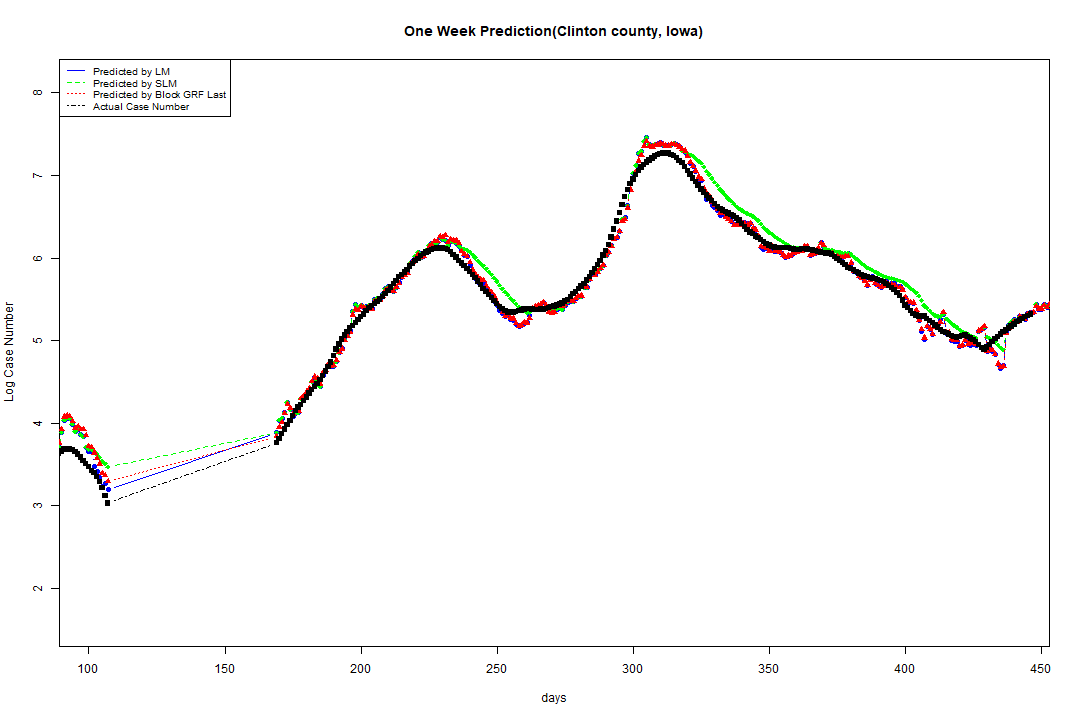 One Week Prediction(Clinton county, Iowa)
Predicted by LM
Predicted by SLM
Predicted by Block GRF Last
Actual Case Number
8
7
6
5
4
3
2
Log Case Number
100 150 200 250 300 350 400 450
days